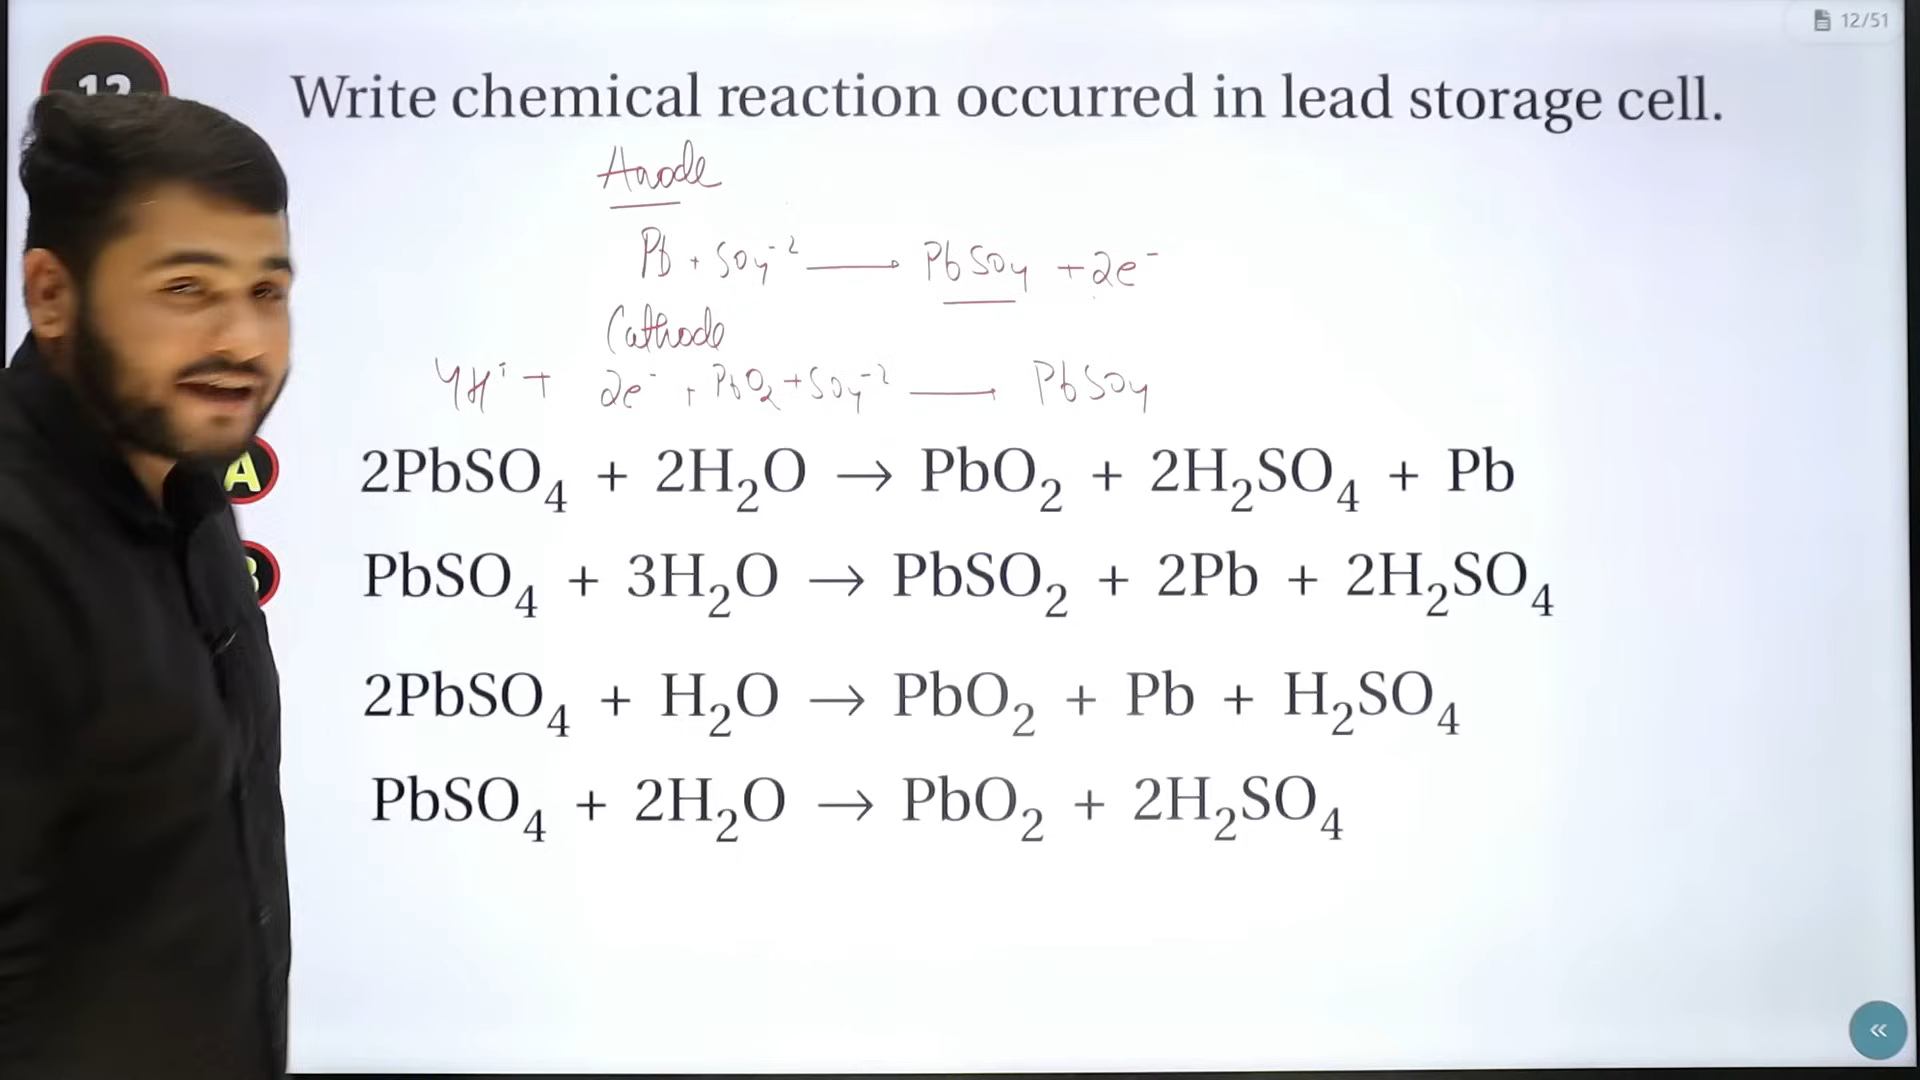 12/51
12
Write chemical reaction occurred in lead storage cell.
Anode
Pb + SO4⁻² ⟶ PbSO4 + 2e⁻
Cathode
4H⁺ + 2e⁻ + PbO2 + SO4⁻² ⟶ PbSO4
A 2PbSO₄ + 2H₂O → PbO₂ + 2H₂SO₄ + Pb
B PbSO₄ + 3H₂O → PbSO₂ + 2Pb + 2H₂SO₄
2PbSO₄ + H₂O → PbO₂ + Pb + H₂SO₄
PbSO₄ + 2H₂O → PbO₂ + 2H₂SO₄
«